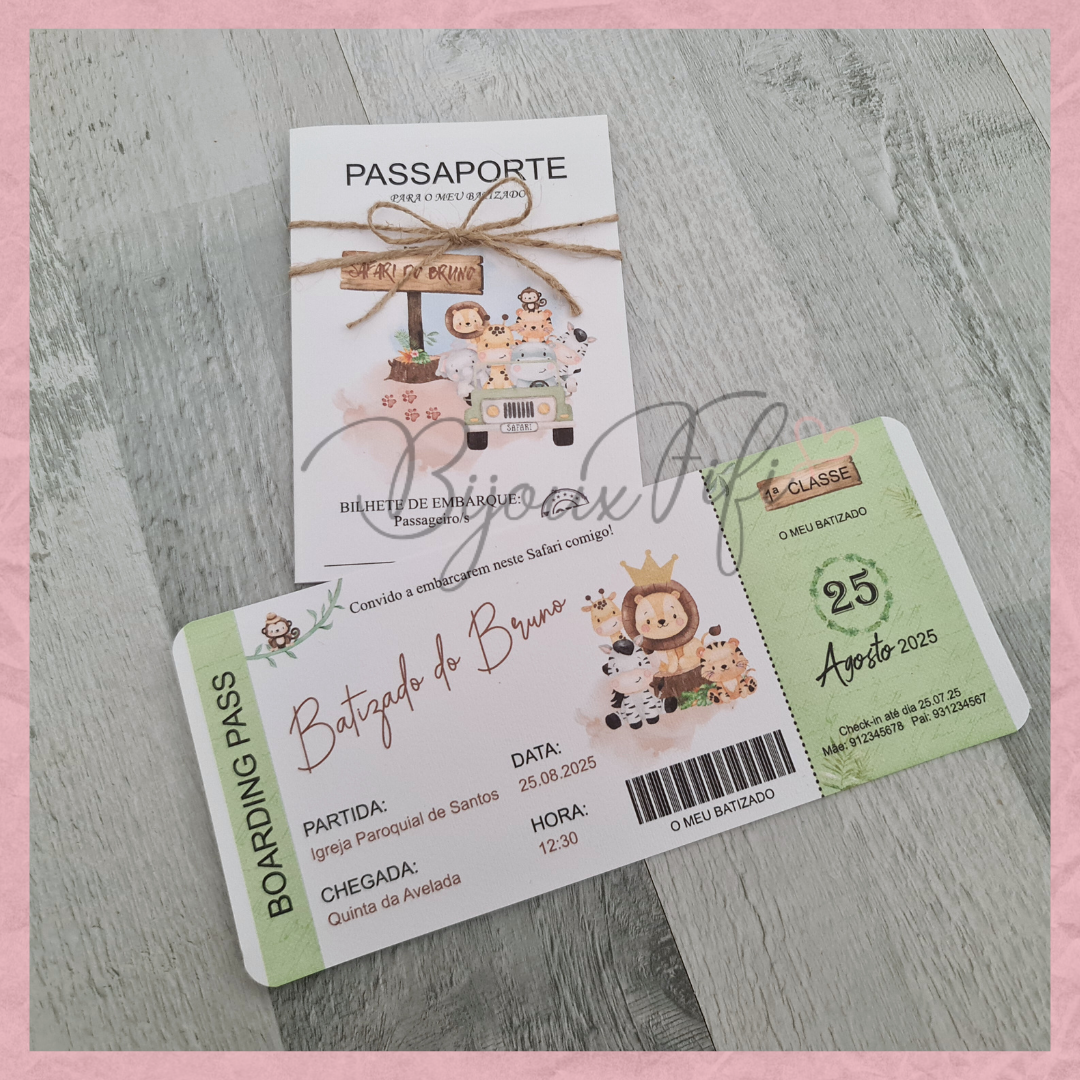 PASSAPORTE
PARA O MEU BATIZADO
SAFARI DO BRUNO
SAFARI
BILHETE DE EMBARQUE:
Passageiro/s
BijouxFifi
BOARDING PASS
Convido a embarcarem neste Safari comigo!
Batizado do Bruno
PARTIDA:
Igreja Paroquial de Santos
DATA:
25.08.2025
CHEGADA:
Quinta da Avelada
HORA:
12:30
O MEU BATIZADO
1ª CLASSE
O MEU BATIZADO
25
Agosto 2025
Check-in até dia 25.07.25
Mãe: 912345678 Pai: 931234567